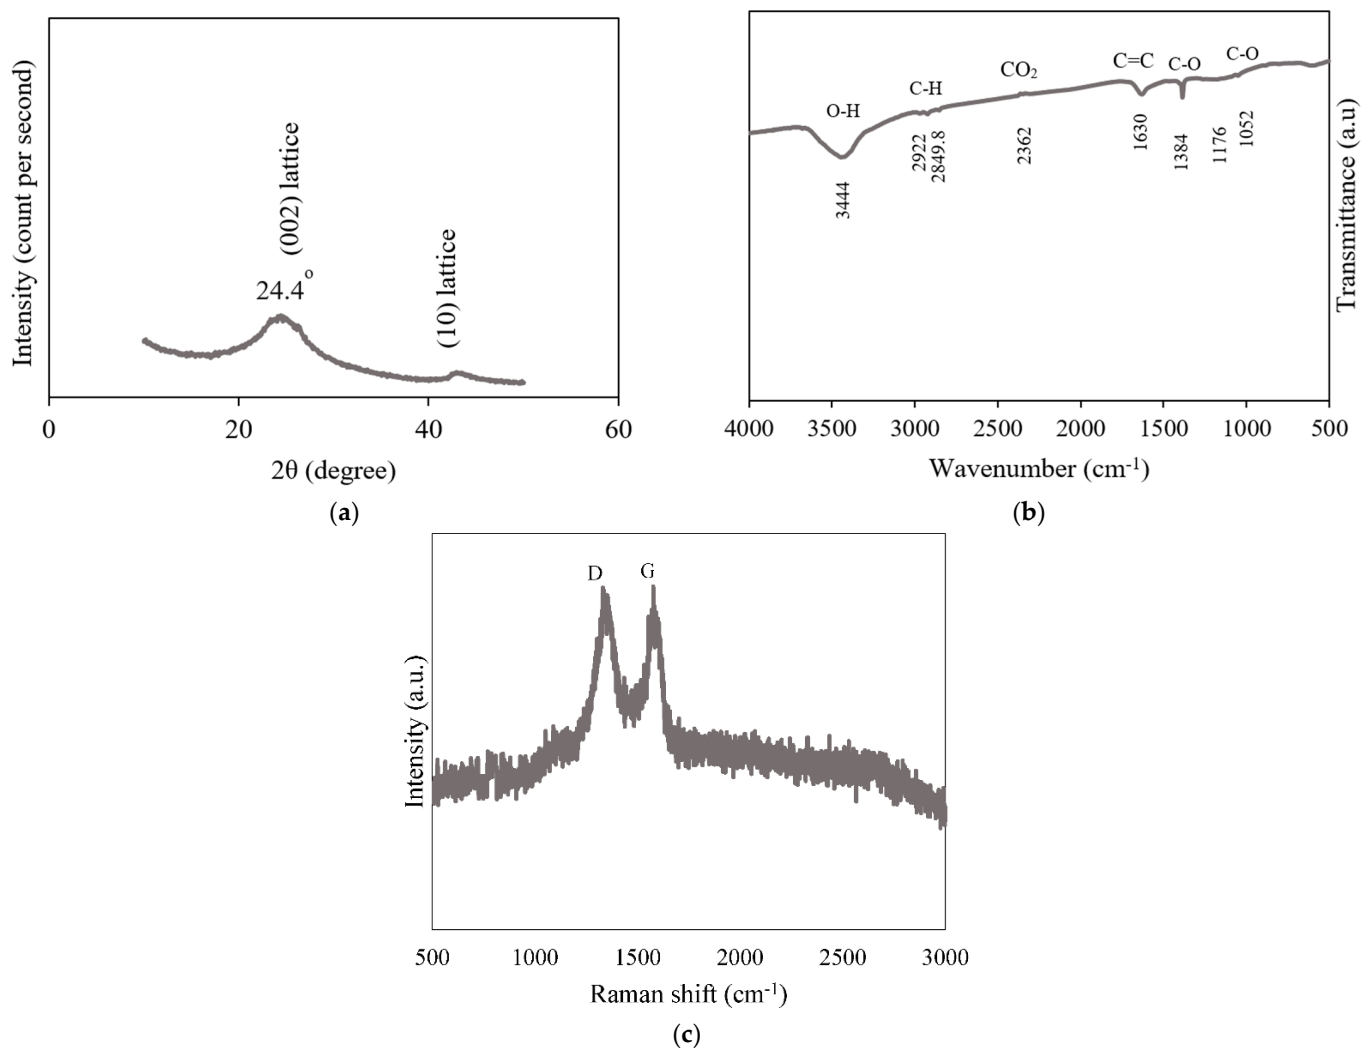 Intensity (count per second)
(002) lattice
24.4°
(10) lattice
0
20
40
60
2θ (degree)
(a)
O-H
C-H
CO₂
C=C
C-O
C-O
3444
2922
2849.8
2362
1630
1384
1176
1052
Transmittance (a.u)
4000
3500
3000
2500
2000
1500
1000
500
Wavenumber (cm⁻¹)
(b)
D
G
Intensity (a.u.)
500
1000
1500
2000
2500
3000
Raman shift (cm⁻¹)
(c)